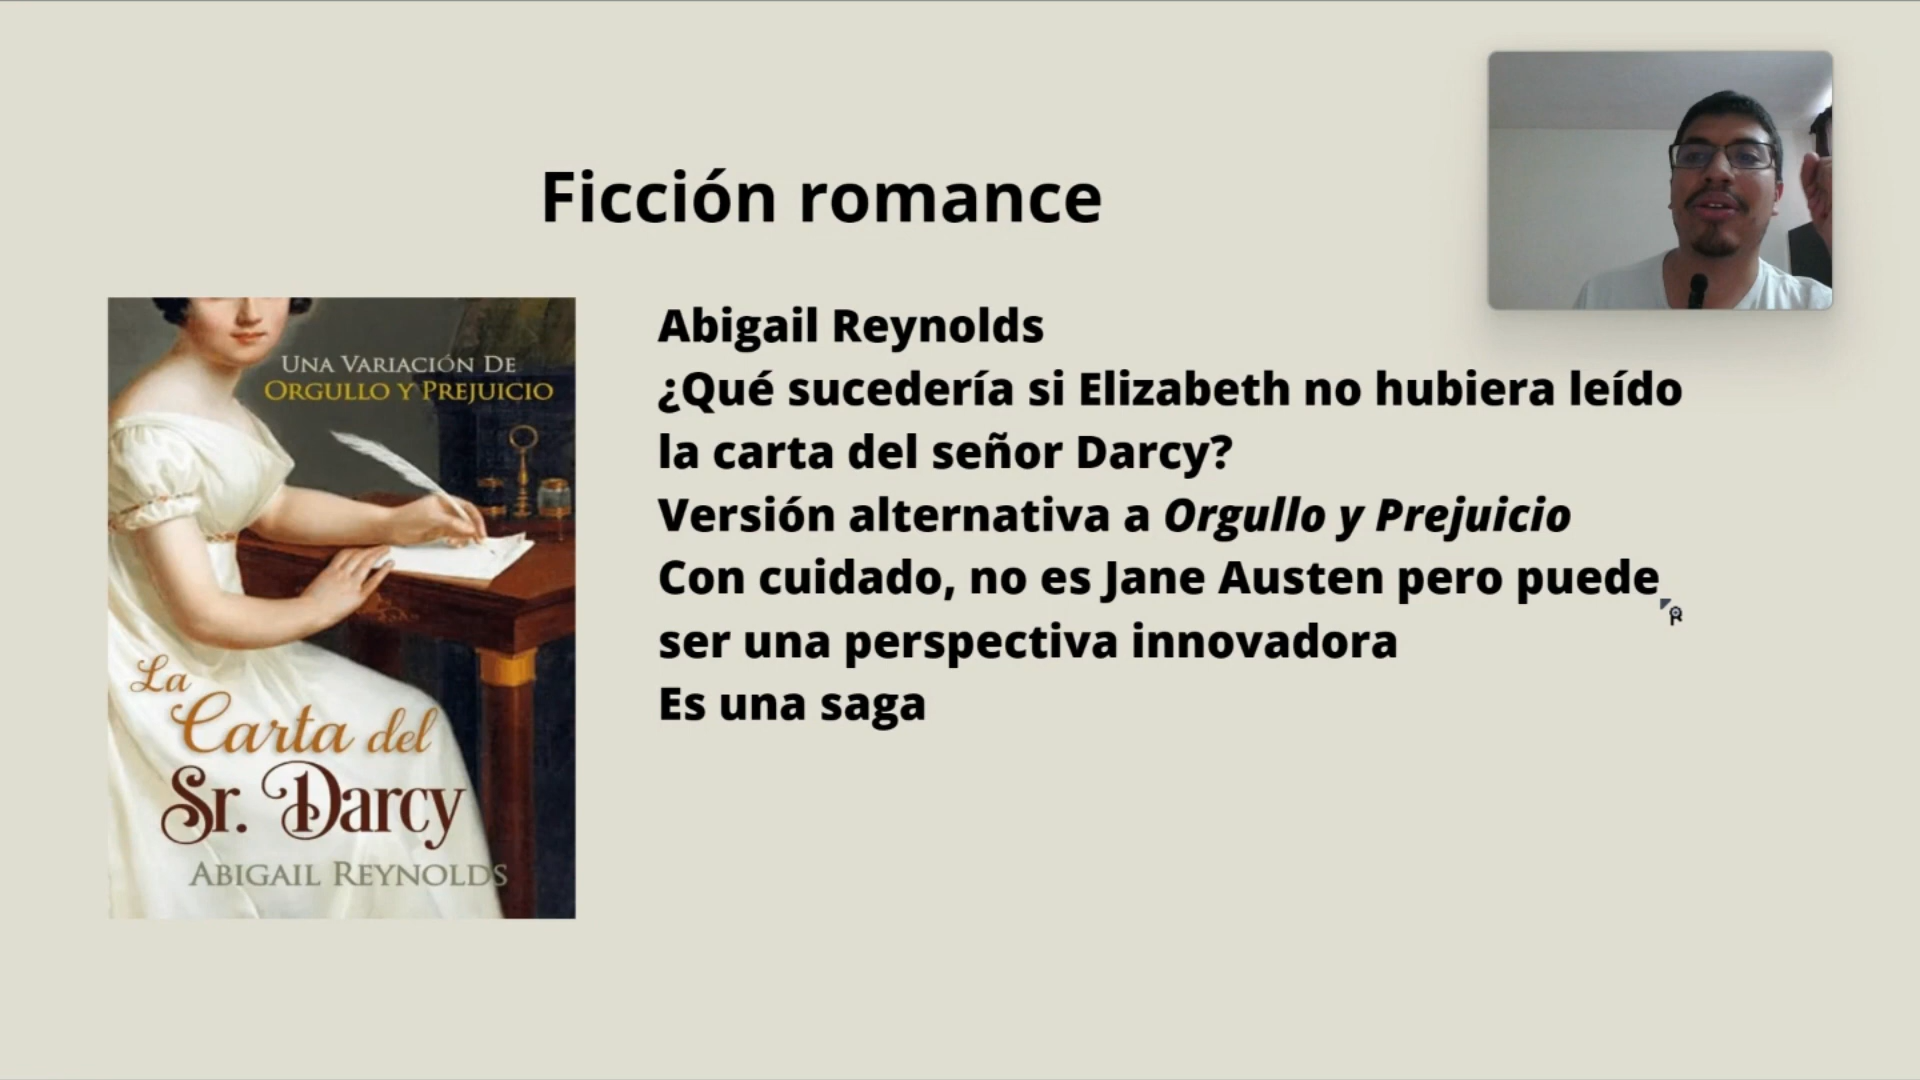 Ficción romance
UNA VARIACIÓN DE
ORGULLO Y PREJUICIO
La
Carta del
Sr. Darcy
ABIGAIL REYNOLDS
Abigail Reynolds
¿Qué sucedería si Elizabeth no hubiera leído
la carta del señor Darcy?
Versión alternativa a Orgullo y Prejuicio
Con cuidado, no es Jane Austen pero puede
ser una perspectiva innovadora
Es una saga